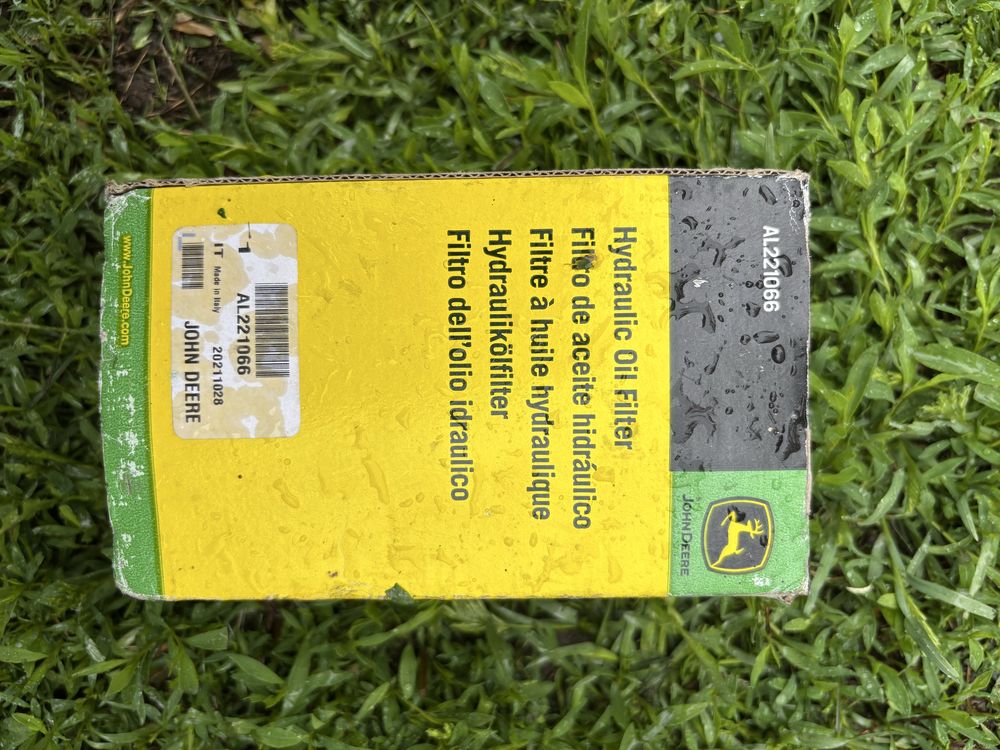 AL221066
JOHN DEERE
Hydraulic Oil Filter
Filtro de aceite hidráulico
Filtre à huile hydraulique
Hydraulikölfilter
Filtro dell'olio idraulico
1
AL221066
IT Made in Italy 20211028
JOHN DEERE
www.JohnDeere.com